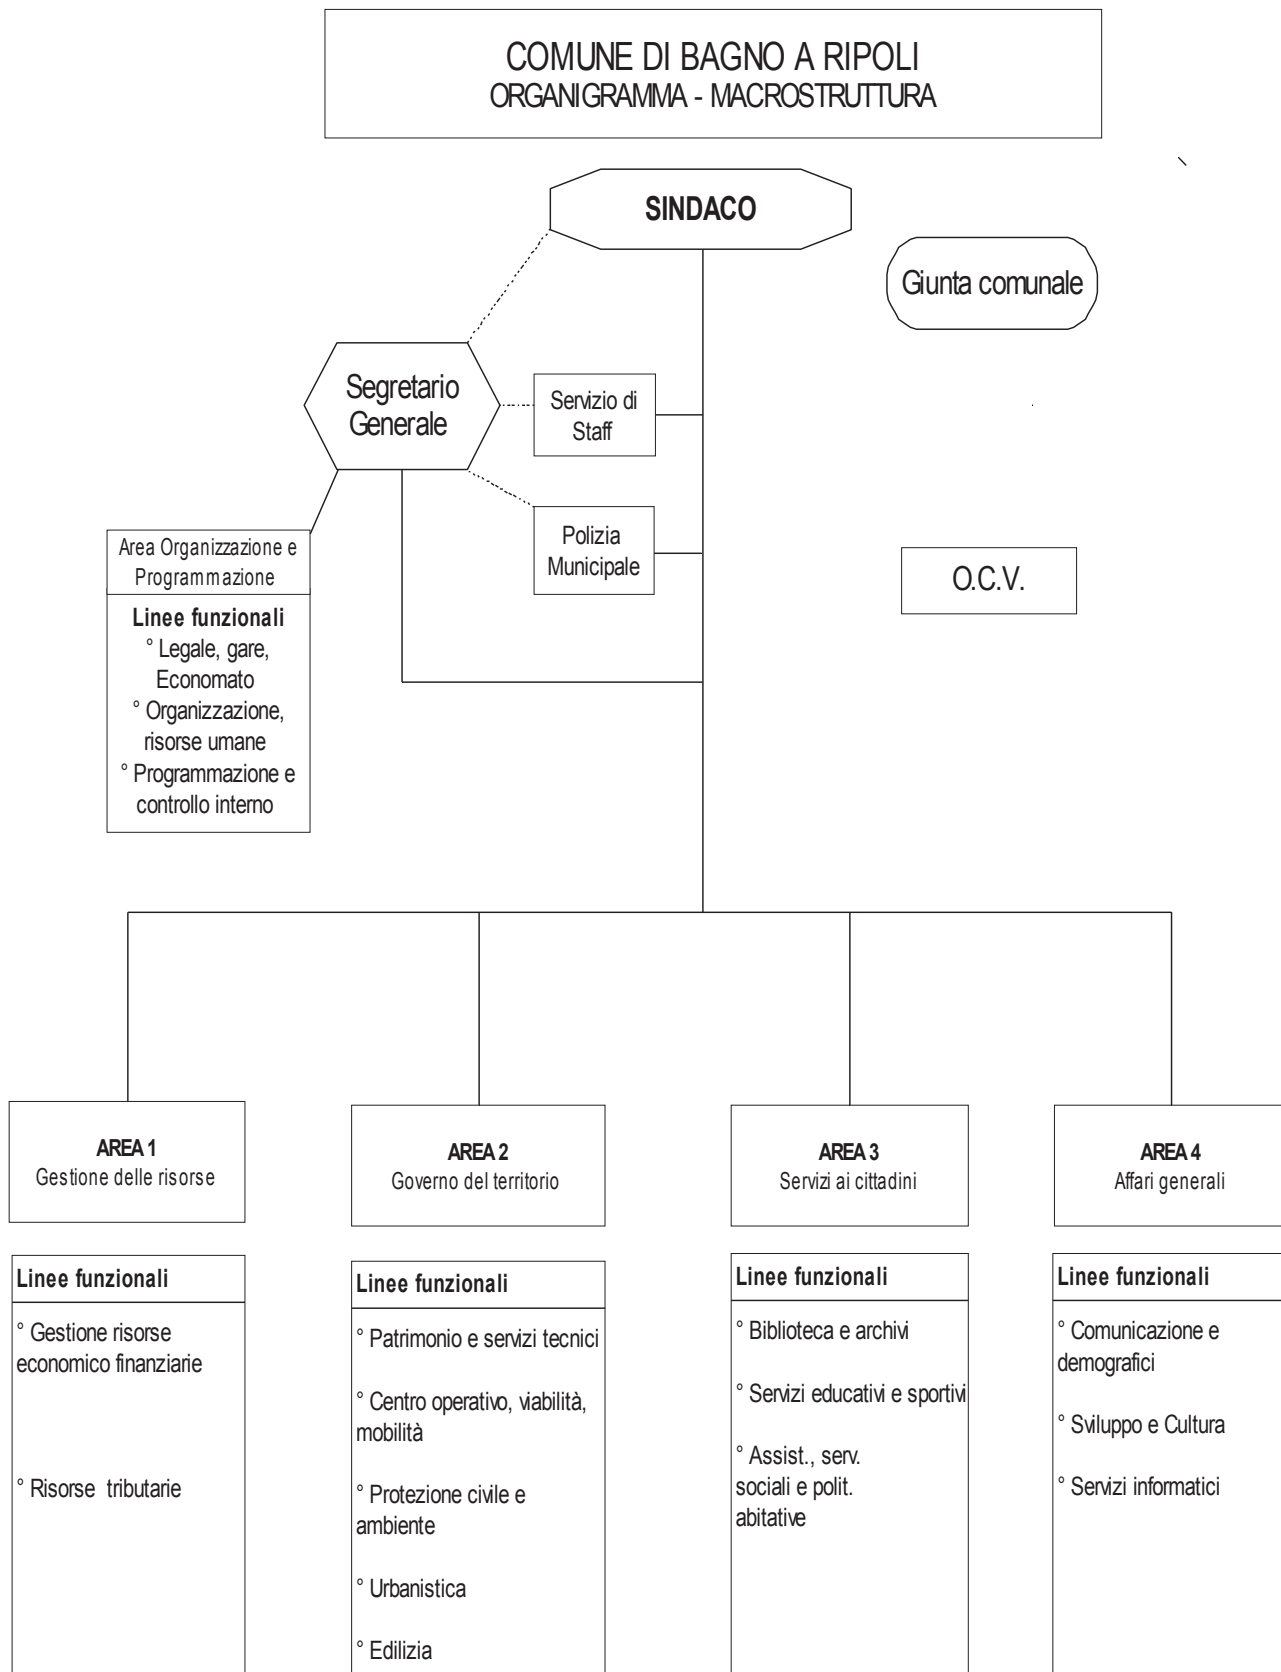 COMUNE DI BAGNO A RIPOLI
ORGANIGRAMMA - MACROSTRUTTURA
SINDACO
Giunta comunale
Segretario
Generale
Servizio di
Staff
Polizia
Municipale
O.C.V.
Area Organizzazione e
Programmazione
Linee funzionali
° Legale, gare,
Economato
° Organizzazione,
risorse umane
° Programmazione e
controllo interno
AREA 1
Gestione delle risorse
AREA 2
Governo del territorio
AREA 3
Servizi ai cittadini
AREA 4
Affari generali
Linee funzionali
° Gestione risorse
economico finanziarie
° Risorse tributarie
Linee funzionali
° Patrimonio e servizi tecnici
° Centro operativo, viabilità,
mobilità
° Protezione civile e
ambiente
° Urbanistica
° Edilizia
Linee funzionali
° Biblioteca e archivi
° Servizi educativi e sportivi
° Assist., serv.
sociali e polit.
abitative
Linee funzionali
° Comunicazione e
demografici
° Sviluppo e Cultura
° Servizi informatici